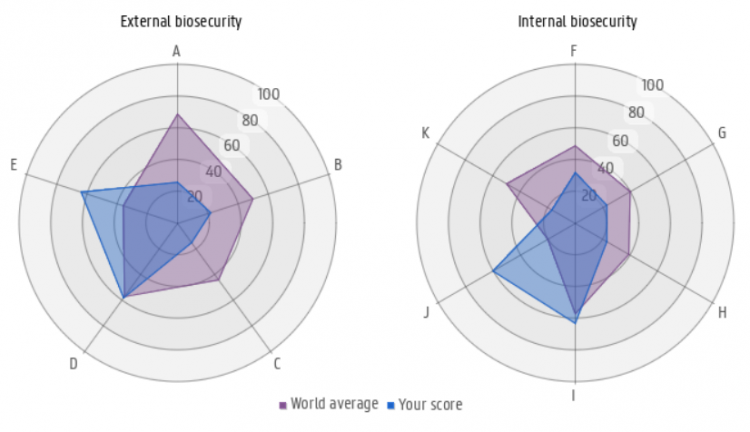 External biosecurity
A
B
C
D
E
100
80
60
40
20
Internal biosecurity
F
G
H
I
J
K
100
80
60
40
20
World average Your score